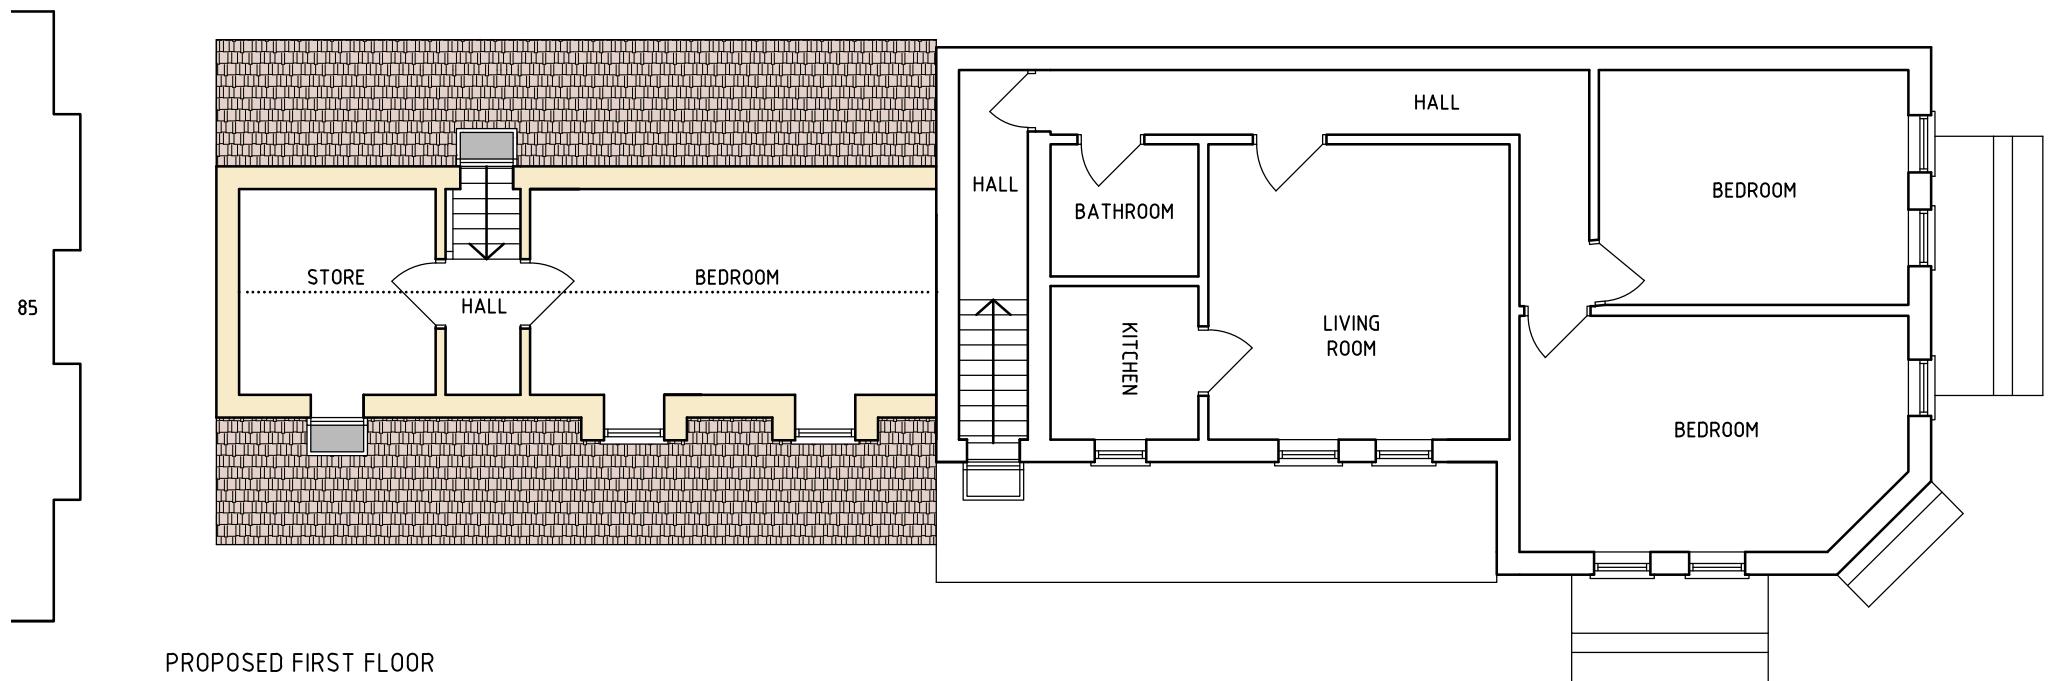 HALL
BEDROOM
HALL
BATHROOM
STORE
BEDROOM
HALL
85
LIVING
ROOM
KITCHEN
BEDROOM
PROPOSED FIRST FLOOR